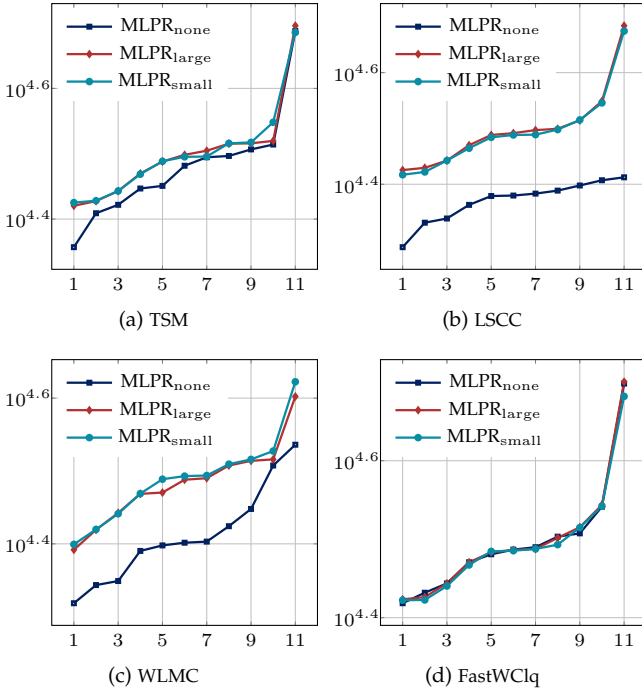 MLPRnone
MLPRlarge
MLPRsmall
10^4.6
10^4.4
1 3 5 7 9 11
(a) TSM
MLPRnone
MLPRlarge
MLPRsmall
10^4.6
10^4.4
1 3 5 7 9 11
(b) LSCC
MLPRnone
MLPRlarge
MLPRsmall
10^4.6
10^4.4
1 3 5 7 9 11
(c) WLMC
MLPRnone
MLPRlarge
MLPRsmall
10^4.6
10^4.4
1 3 5 7 9 11
(d) FastWClq